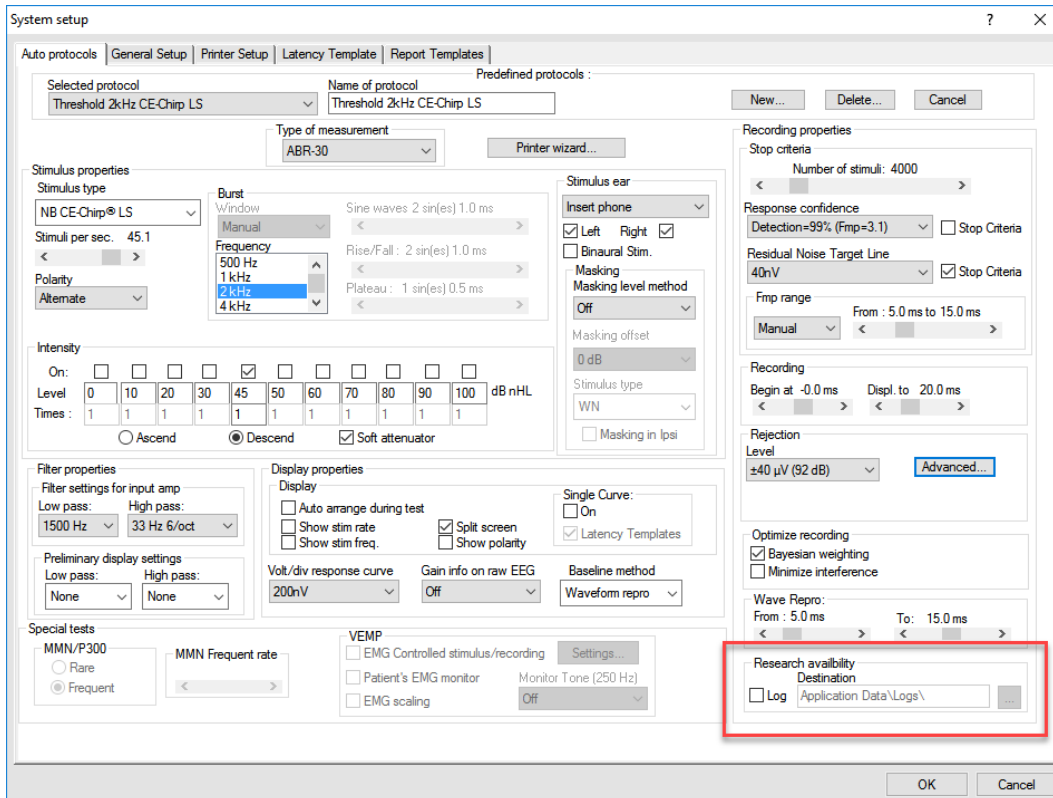 System setup
Auto protocols General Setup Printer Setup Latency Template Report Templates
Predefined protocols :
Selected protocol
Threshold 2kHz CE-Chirp LS
Name of protocol
Threshold 2kHz CE-Chirp LS
New... Delete... Cancel
Type of measurement
ABR-30
Printer wizard...
Stimulus properties
Stimulus type
NB CE-Chirp® LS
Stimuli per sec. 45.1
Polarity
Alternate
Burst
Window
Manual
Frequency
500 Hz
1 kHz
2 kHz
4 kHz
Sine waves 2 sin(es) 1.0 ms
Rise/Fall : 2 sin(es) 1.0 ms
Plateau : 1 sin(es) 0.5 ms
Stimulus ear
Insert phone
Left Right
Binaural Stim.
Masking
Masking level method
Off
Masking offset
0 dB
Stimulus type
WN
Masking in Ipsi
Intensity
On:
Level 0 10 20 30 45 50 60 70 80 90 100 dB nHL
Times : 1 1 1 1 1 1 1 1 1 1 1
Ascend Descend Soft attenuator
Filter properties
Filter settings for input amp
Low pass: High pass:
1500 Hz 33 Hz 6/oct
Preliminary display settings
Low pass: High pass:
None None
Display properties
Display
Auto arrange during test
Show stim rate Split screen
Show stim freq. Show polarity
Single Curve:
On
Latency Templates
Volt/div response curve Gain info on raw EEG Baseline method
200nV Off Waveform repro
Special tests
MMN/P300
Rare
Frequent
MMN Frequent rate
VEMP
EMG Controlled stimulus/recording Settings...
Patient's EMG monitor Monitor Tone (250 Hz)
EMG scaling Off
Recording properties
Stop criteria
Number of stimuli: 4000
Response confidence
Detection=99% (Fmp=3.1) Stop Criteria
Residual Noise Target Line
40nV Stop Criteria
Fmp range
Manual From : 5.0 ms to 15.0 ms
Recording
Begin at -0.0 ms Displ. to 20.0 ms
Rejection
Level
±40 µV (92 dB) Advanced...
Optimize recording
Bayesian weighting
Minimize interference
Wave Repro:
From : 5.0 ms To: 15.0 ms
Research availbility
Destination
Log Application Data\Logs\ ...
OK Cancel